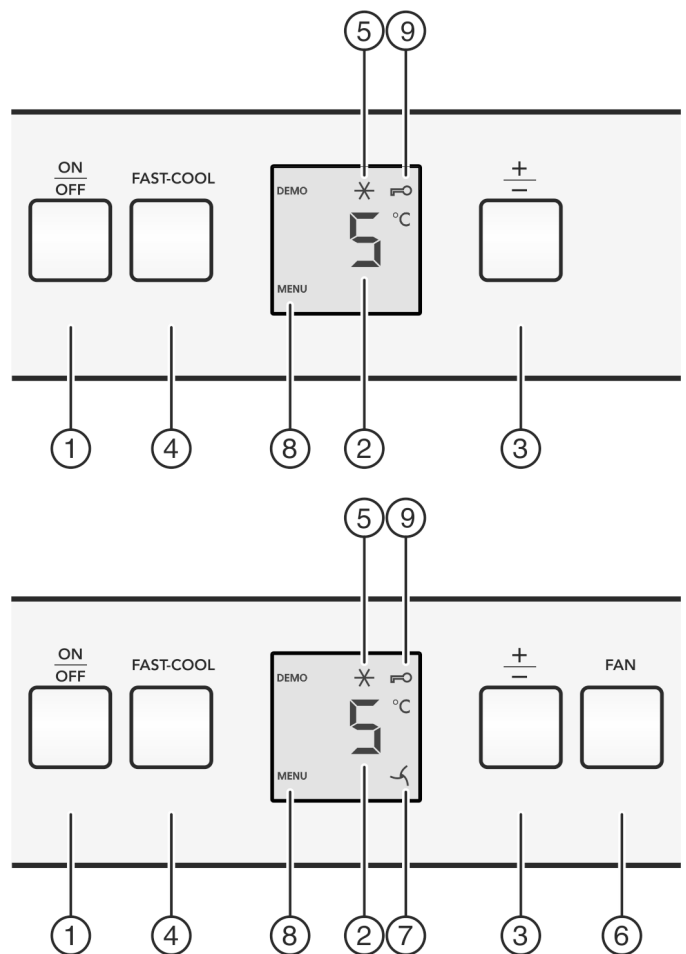 5 9
ON
OFF
FAST-COOL
DEMO
°C
5
MENU
+
−
1 4 8 2 3
5 9
ON
OFF
FAST-COOL
DEMO
°C
5
MENU
+
−
FAN
1 4 8 2 7 3 6